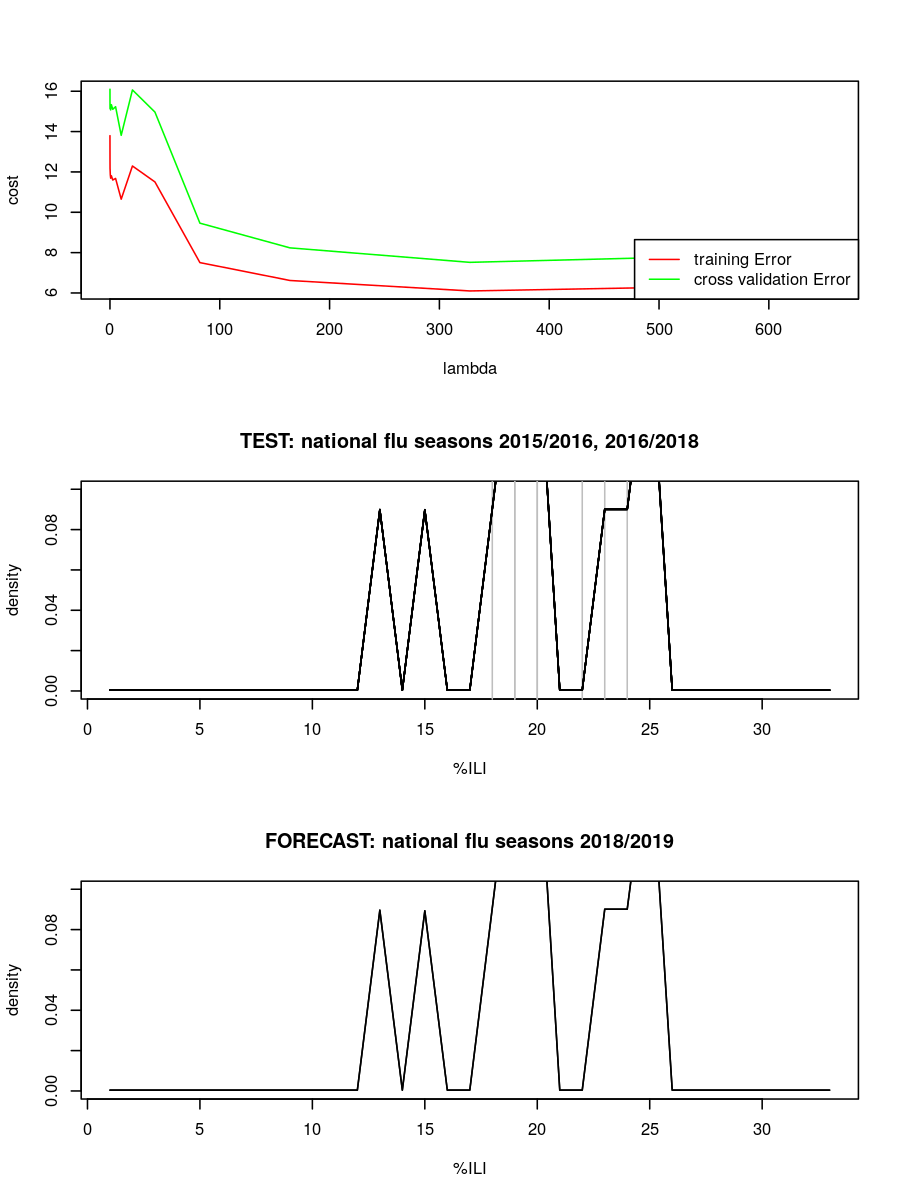 16
14
12
10
8
6
cost
training Error
cross validation Error
0 100 200 300 400 500 600
lambda
TEST: national flu seasons 2015/2016, 2016/2018
0.08
0.04
0.00
density
0 5 10 15 20 25 30
%ILI
FORECAST: national flu seasons 2018/2019
0.08
0.04
0.00
density
0 5 10 15 20 25 30
%ILI